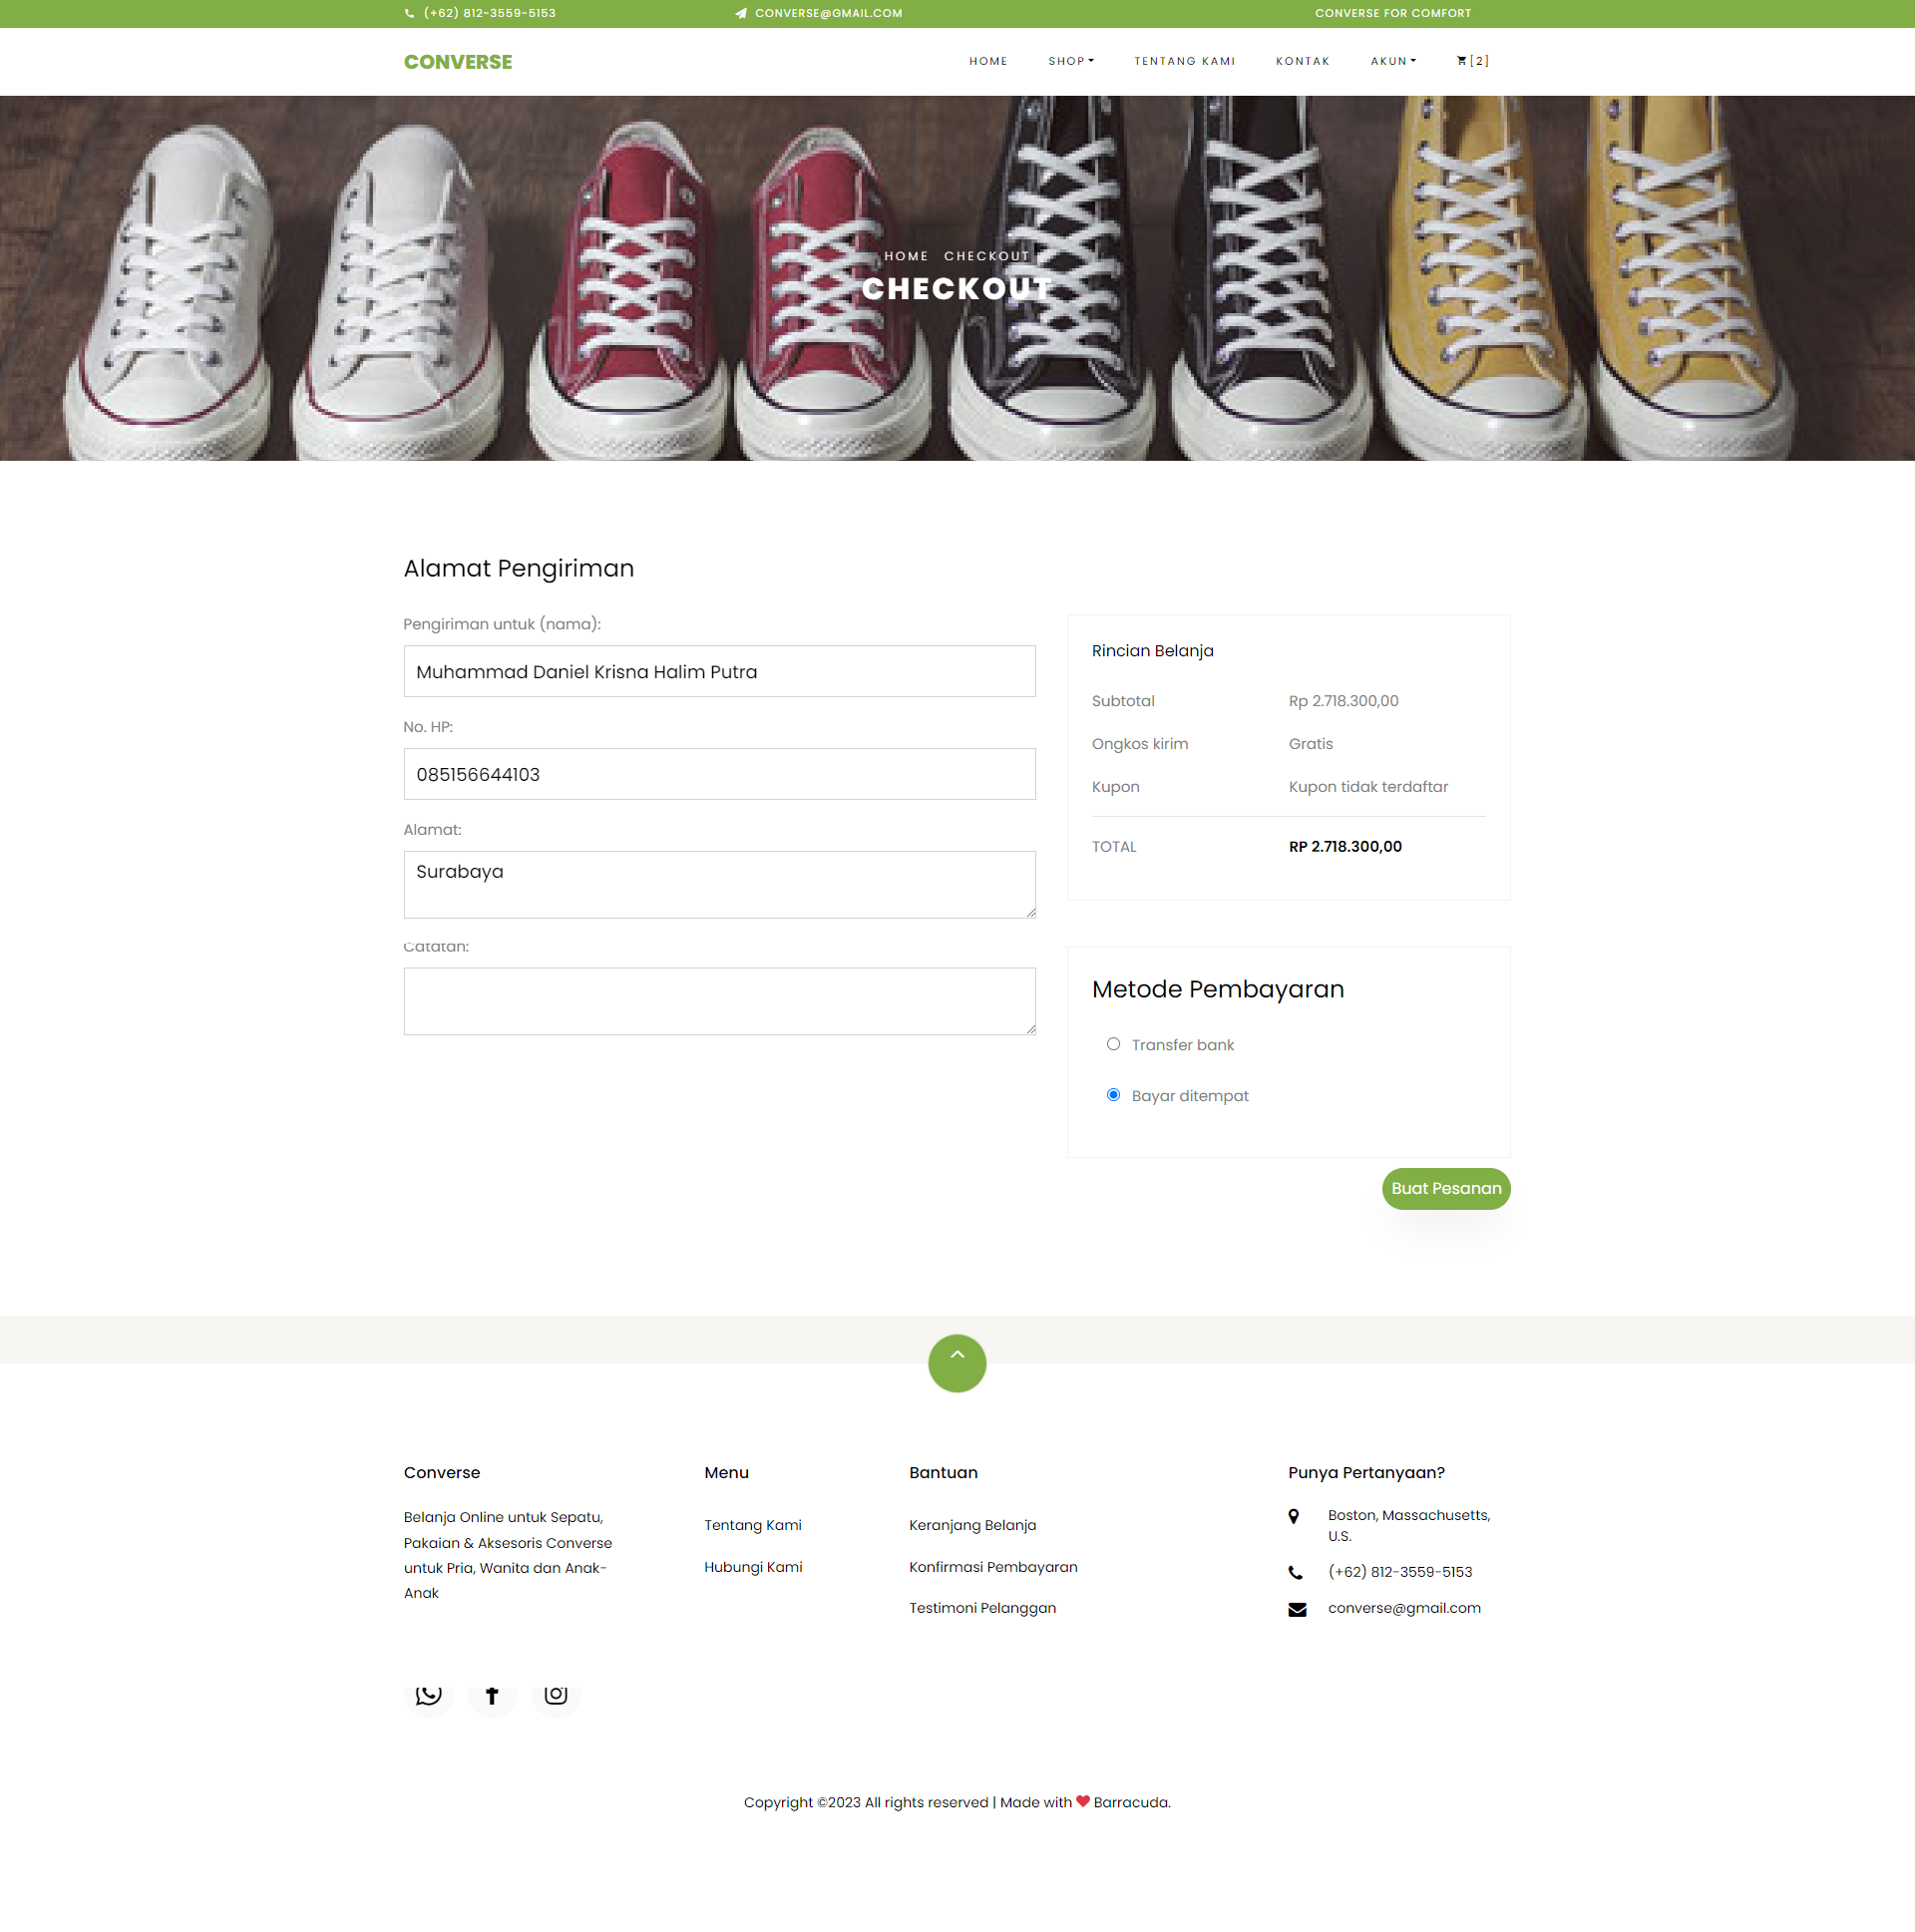 (+62) 812-3559-5153
CONVERSE@GMAIL.COM
CONVERSE FOR COMFORT
CONVERSE
HOME
SHOP
TENTANG KAMI
KONTAK
AKUN
[2]
HOME CHECKOUT
CHECKOUT
Alamat Pengiriman
Pengiriman untuk (nama):
Muhammad Daniel Krisna Halim Putra
No. HP:
085156644103
Alamat:
Surabaya
Catatan:
Rincian Belanja
Subtotal Rp 2.718.300,00
Ongkos kirim Gratis
Kupon Kupon tidak terdaftar
TOTAL RP 2.718.300,00
Metode Pembayaran
Transfer bank
Bayar ditempat
Buat Pesanan
Converse
Belanja Online untuk Sepatu,
Pakaian & Aksesoris Converse
untuk Pria, Wanita dan Anak-
Anak
Menu
Tentang Kami
Hubungi Kami
Bantuan
Keranjang Belanja
Konfirmasi Pembayaran
Testimoni Pelanggan
Punya Pertanyaan?
Boston, Massachusetts,
U.S.
(+62) 812-3559-5153
converse@gmail.com
Copyright ©2023 All rights reserved | Made with ❤ Barracuda.